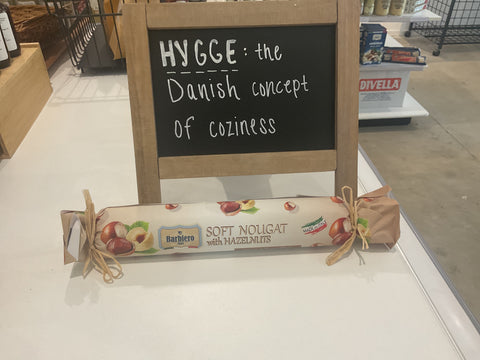 HYGGE: the
Danish concept
of coziness
DIVELLA
Barbero
SOFT NOUGAT
with HAZELNUTS